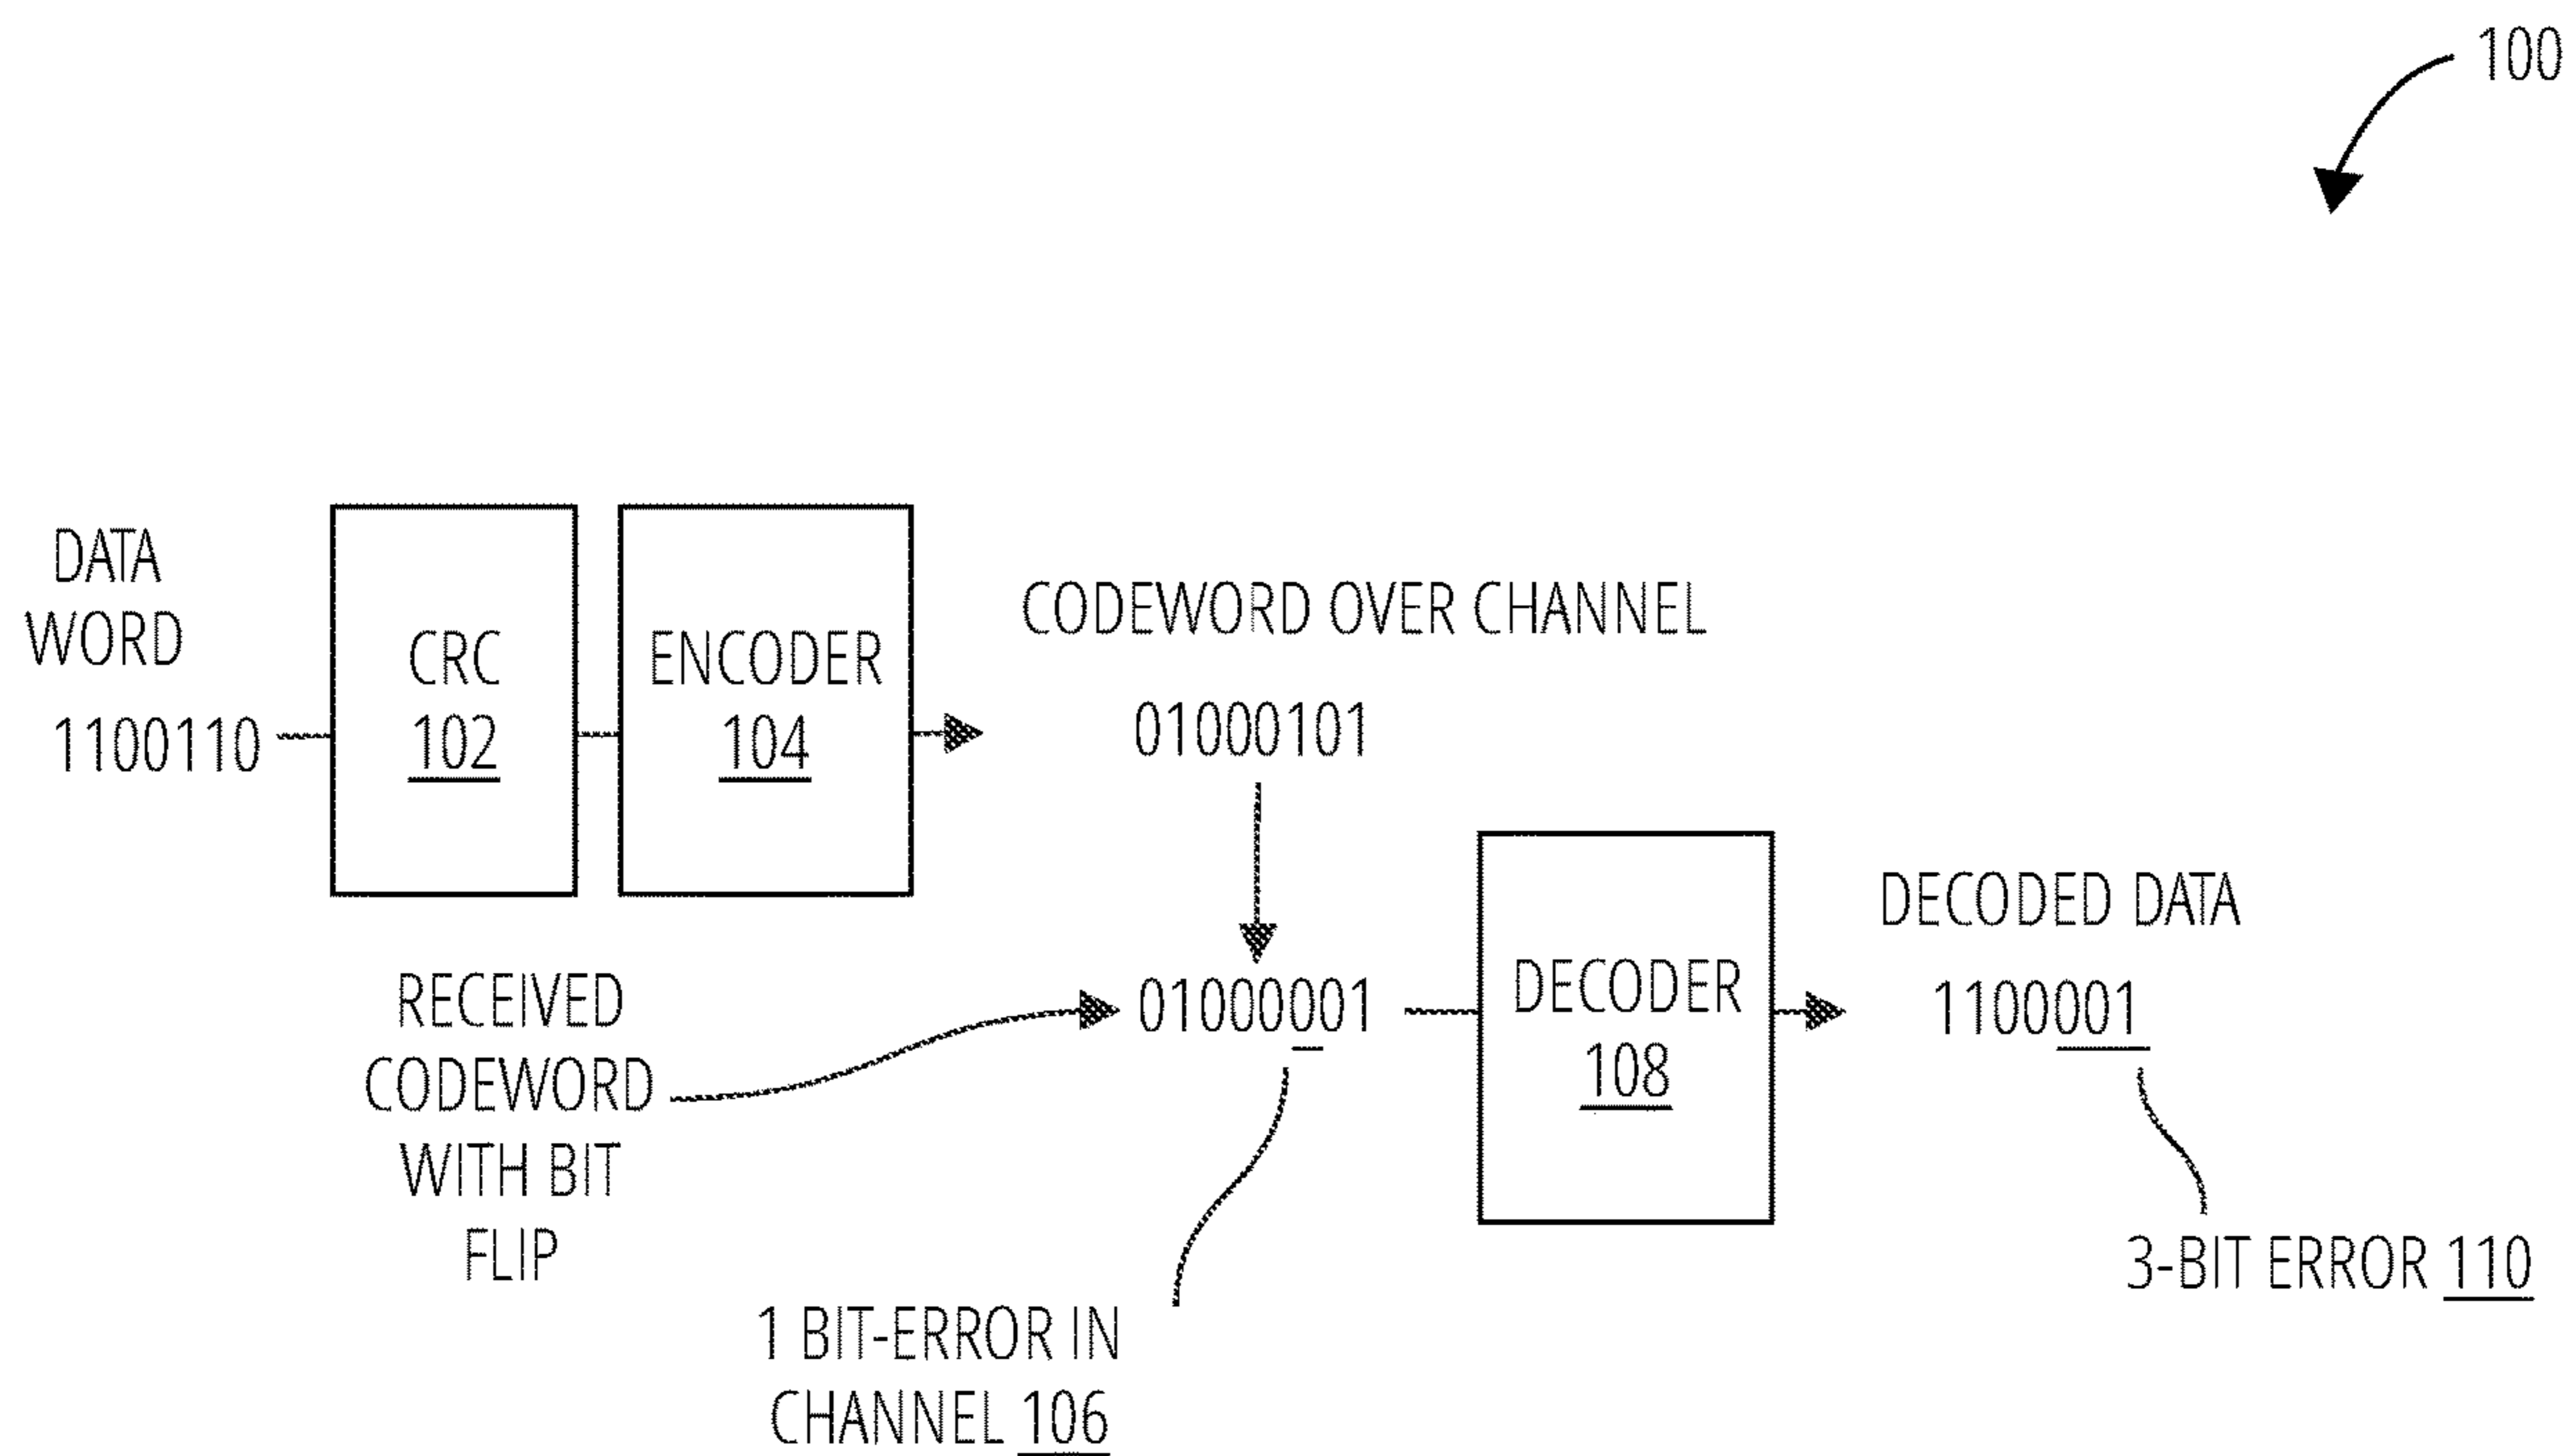 100
DATA
WORD
1100110
CRC
102
ENCODER
104
CODEWORD OVER CHANNEL
01000101
RECEIVED
CODEWORD
WITH BIT
FLIP
01000001
1 BIT-ERROR IN
CHANNEL 106
DECODER
108
DECODED DATA
1100001
3-BIT ERROR 110